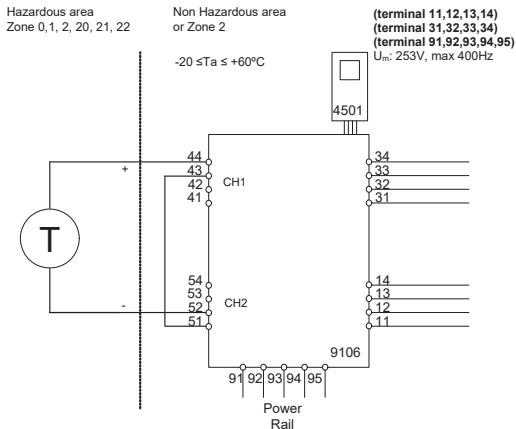 Hazardous area
Zone 0,1, 2, 20, 21, 22
Non Hazardous area
or Zone 2
-20 ≤Ta ≤ +60ºC
(terminal 11,12,13,14)
(terminal 31,32,33,34)
(terminal 91,92,93,94,95)
Um: 253V, max 400Hz
4501
44
43
42
41
CH1
+
34
33
32
31
T
54
53
52
51
CH2
-
14
13
12
11
9106
91 92 93 94 95
Power
Rail